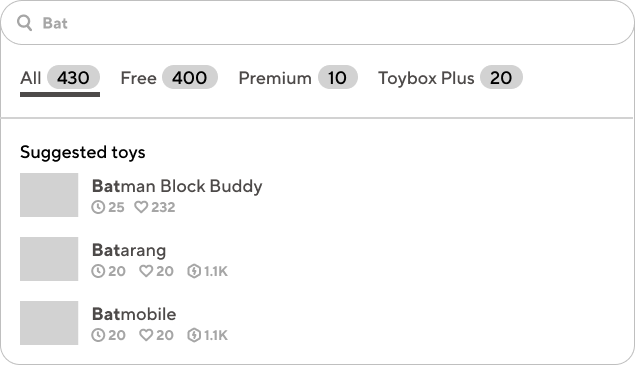 Bat
All 430 Free 400 Premium 10 Toybox Plus 20
Suggested toys
Batman Block Buddy
25 232
Batarang
20 20 1.1K
Batmobile
20 20 1.1K